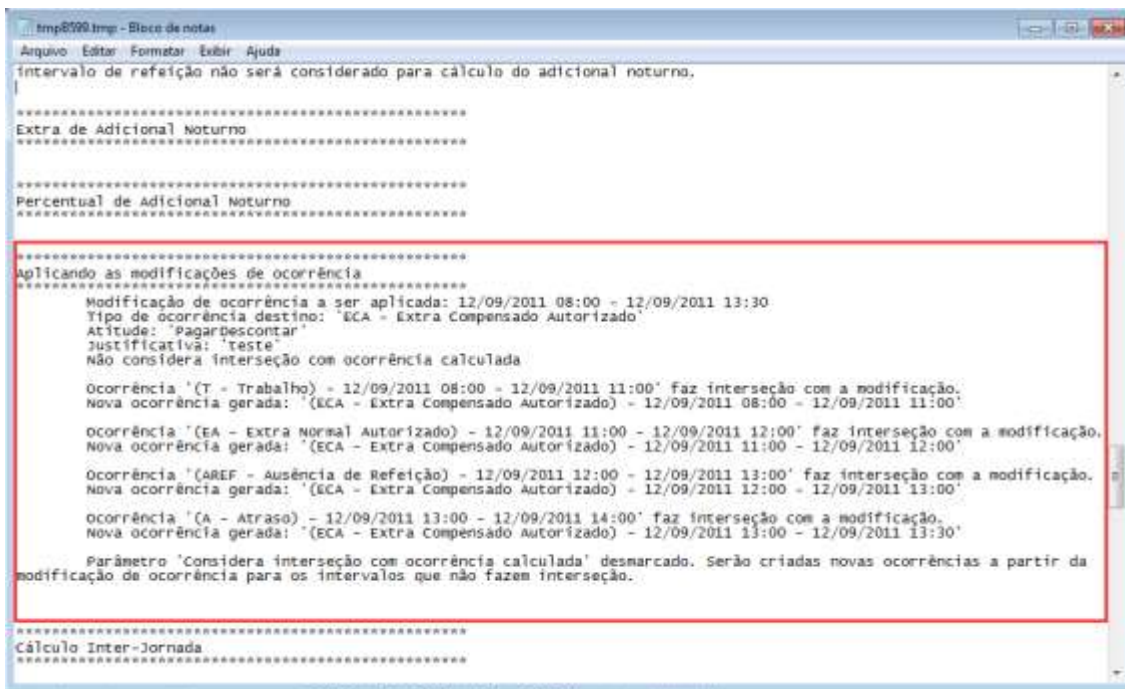 tmp8599.tmp - Bloco de notas
Arquivo Editar Formatar Exibir Ajuda
intervalo de refeição não será considerado para cálculo do adicional noturno.
**************************************************
Extra de Adicional Noturno
**************************************************
**************************************************
Percentual de Adicional Noturno
**************************************************
**************************************************
Aplicando as modificações de ocorrência
**************************************************
Modificação de ocorrência a ser aplicada: 12/09/2011 08:00 - 12/09/2011 13:30
Tipo de ocorrência destino: 'ECA - Extra Compensado Autorizado'
Atitude: 'PagarDescontar'
Justificativa: 'teste'
Não considera interseção com ocorrência calculada
Ocorrência '(T - Trabalho) - 12/09/2011 08:00 - 12/09/2011 11:00' faz interseção com a modificação.
Nova ocorrência gerada: '(ECA - Extra Compensado Autorizado) - 12/09/2011 08:00 - 12/09/2011 11:00'
Ocorrência '(EA - Extra Normal Autorizado) - 12/09/2011 11:00 - 12/09/2011 12:00' faz interseção com a modificação.
Nova ocorrência gerada: '(ECA - Extra Compensado Autorizado) - 12/09/2011 11:00 - 12/09/2011 12:00'
Ocorrência '(AREF - Ausência de Refeição) - 12/09/2011 12:00 - 12/09/2011 13:00' faz interseção com a modificação.
Nova ocorrência gerada: '(ECA - Extra Compensado Autorizado) - 12/09/2011 12:00 - 12/09/2011 13:00'
Ocorrência '(A - Atraso) - 12/09/2011 13:00 - 12/09/2011 14:00' faz interseção com a modificação.
Nova ocorrência gerada: '(ECA - Extra Compensado Autorizado) - 12/09/2011 13:00 - 12/09/2011 13:30'
Parâmetro 'Considera interseção com ocorrência calculada' desmarcado. Serão criadas novas ocorrências a partir da
modificação de ocorrência para os intervalos que não fazem interseção.
**************************************************
Cálculo Inter-Jornada
**************************************************